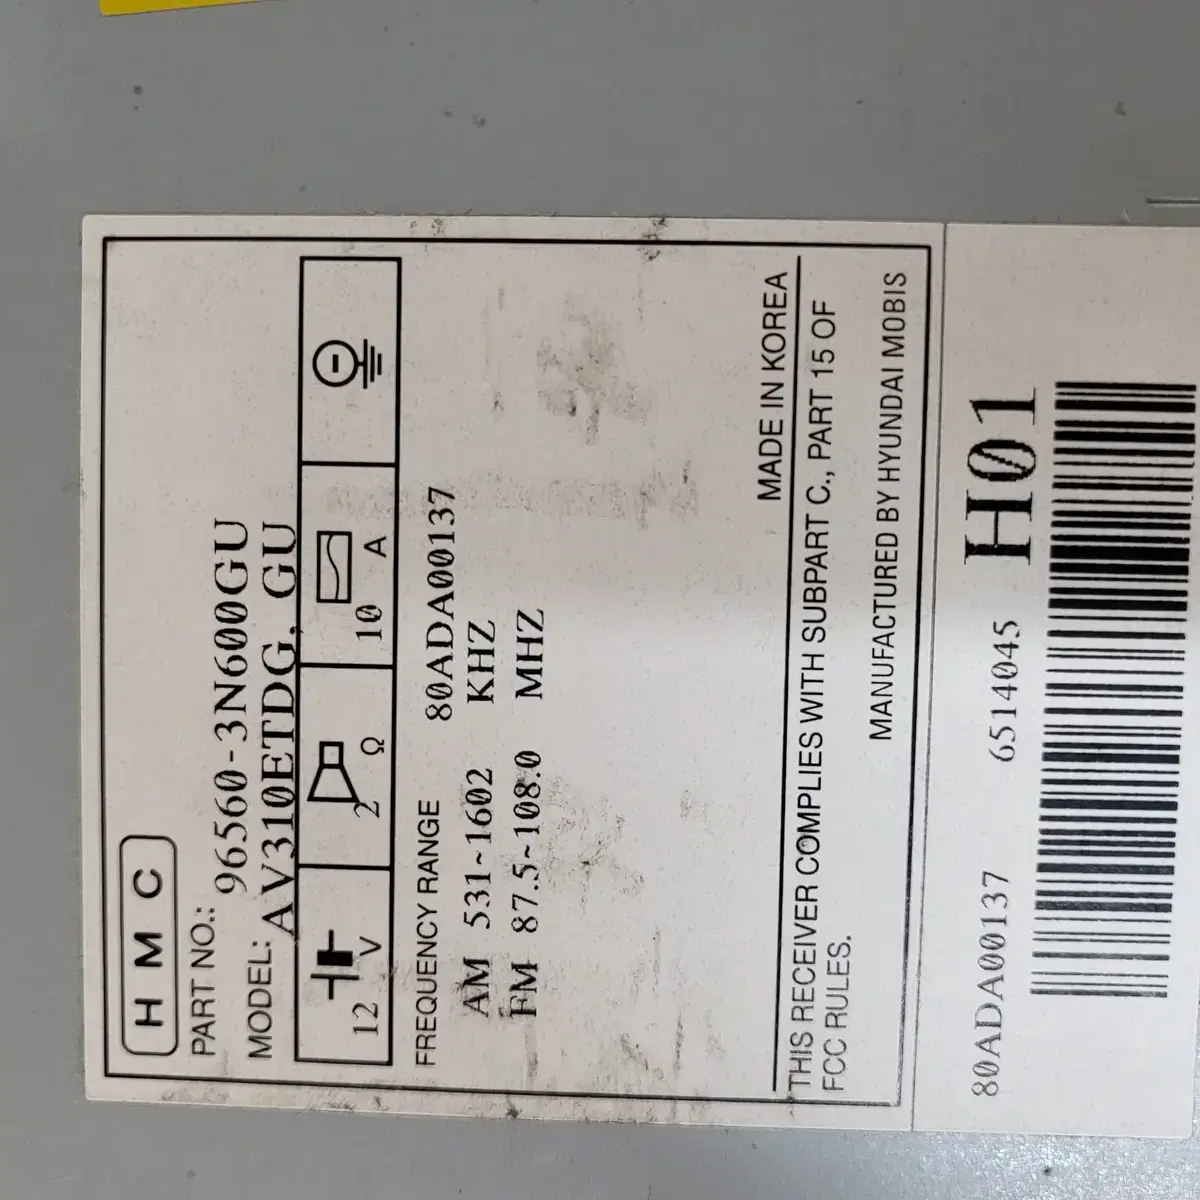 HMC
PART NO.: 96560-3N600GU
MODEL: AV310ETDG. GU
12 V 2 Ω 10 A
FREQUENCY RANGE 80ADA00137
AM 531~1602 KHZ
FM 87.5~108.0 MHZ
MADE IN KOREA
THIS RECEIVER COMPLIES WITH SUBPART C., PART 15 OF
FCC RULES.
MANUFACTURED BY HYUNDAI MOBIS
80ADA00137 6514045 H01